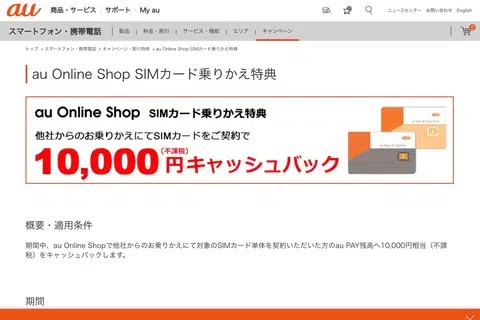 au
商品・サービス サポート My au
ニュースセンター お問い合わせ English
スマートフォン・携帯電話 製品 料金・割引 サービス・機能 エリア キャンペーン
トップ > スマートフォン・携帯電話 > キャンペーン・割引特典 > au Online Shop SIMカード乗りかえ特典
au Online Shop SIMカード乗りかえ特典
au Online Shop SIMカード乗りかえ特典
他社からのお乗りかえにてSIMカードをご契約で
(不課税)
10,000円キャッシュバック
概要・適用条件
期間中、au Online Shopで他社からのお乗りかえにて対象のSIMカード単体を契約いただいた方のau PAY残高へ10,000円相当（不課
税）をキャッシュバックします。
期間